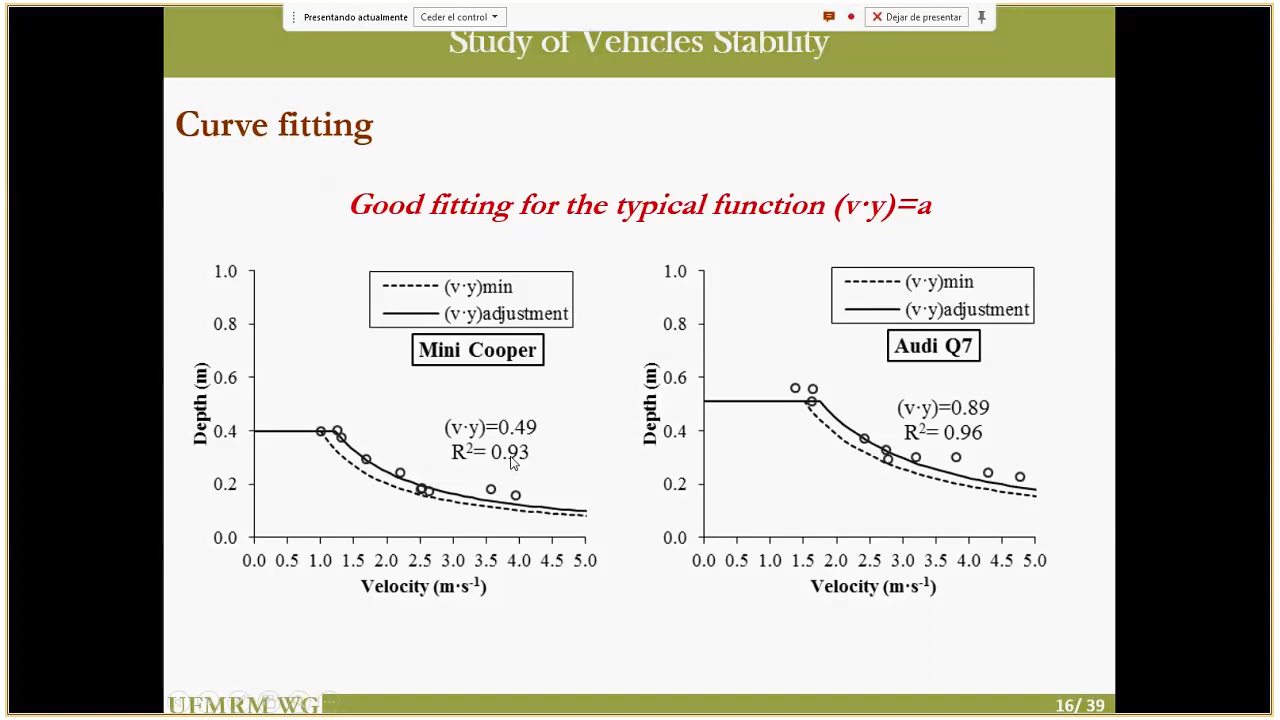 Presentando actualmente
Ceder el control
Dejar de presentar
Study of Vehicles Stability
Curve fitting
Good fitting for the typical function (v·y)=a
1.0
0.8
0.6
0.4
0.2
0.0
Depth (m)
(v·y)min
(v·y)adjustment
Mini Cooper
(v·y)=0.49
R²= 0.93
0.0 0.5 1.0 1.5 2.0 2.5 3.0 3.5 4.0 4.5 5.0
Velocity (m·s⁻¹)
1.0
0.8
0.6
0.4
0.2
0.0
Depth (m)
(v·y)min
(v·y)adjustment
Audi Q7
(v·y)=0.89
R²= 0.96
0.0 0.5 1.0 1.5 2.0 2.5 3.0 3.5 4.0 4.5 5.0
Velocity (m·s⁻¹)
UFMRM WG
16/ 39